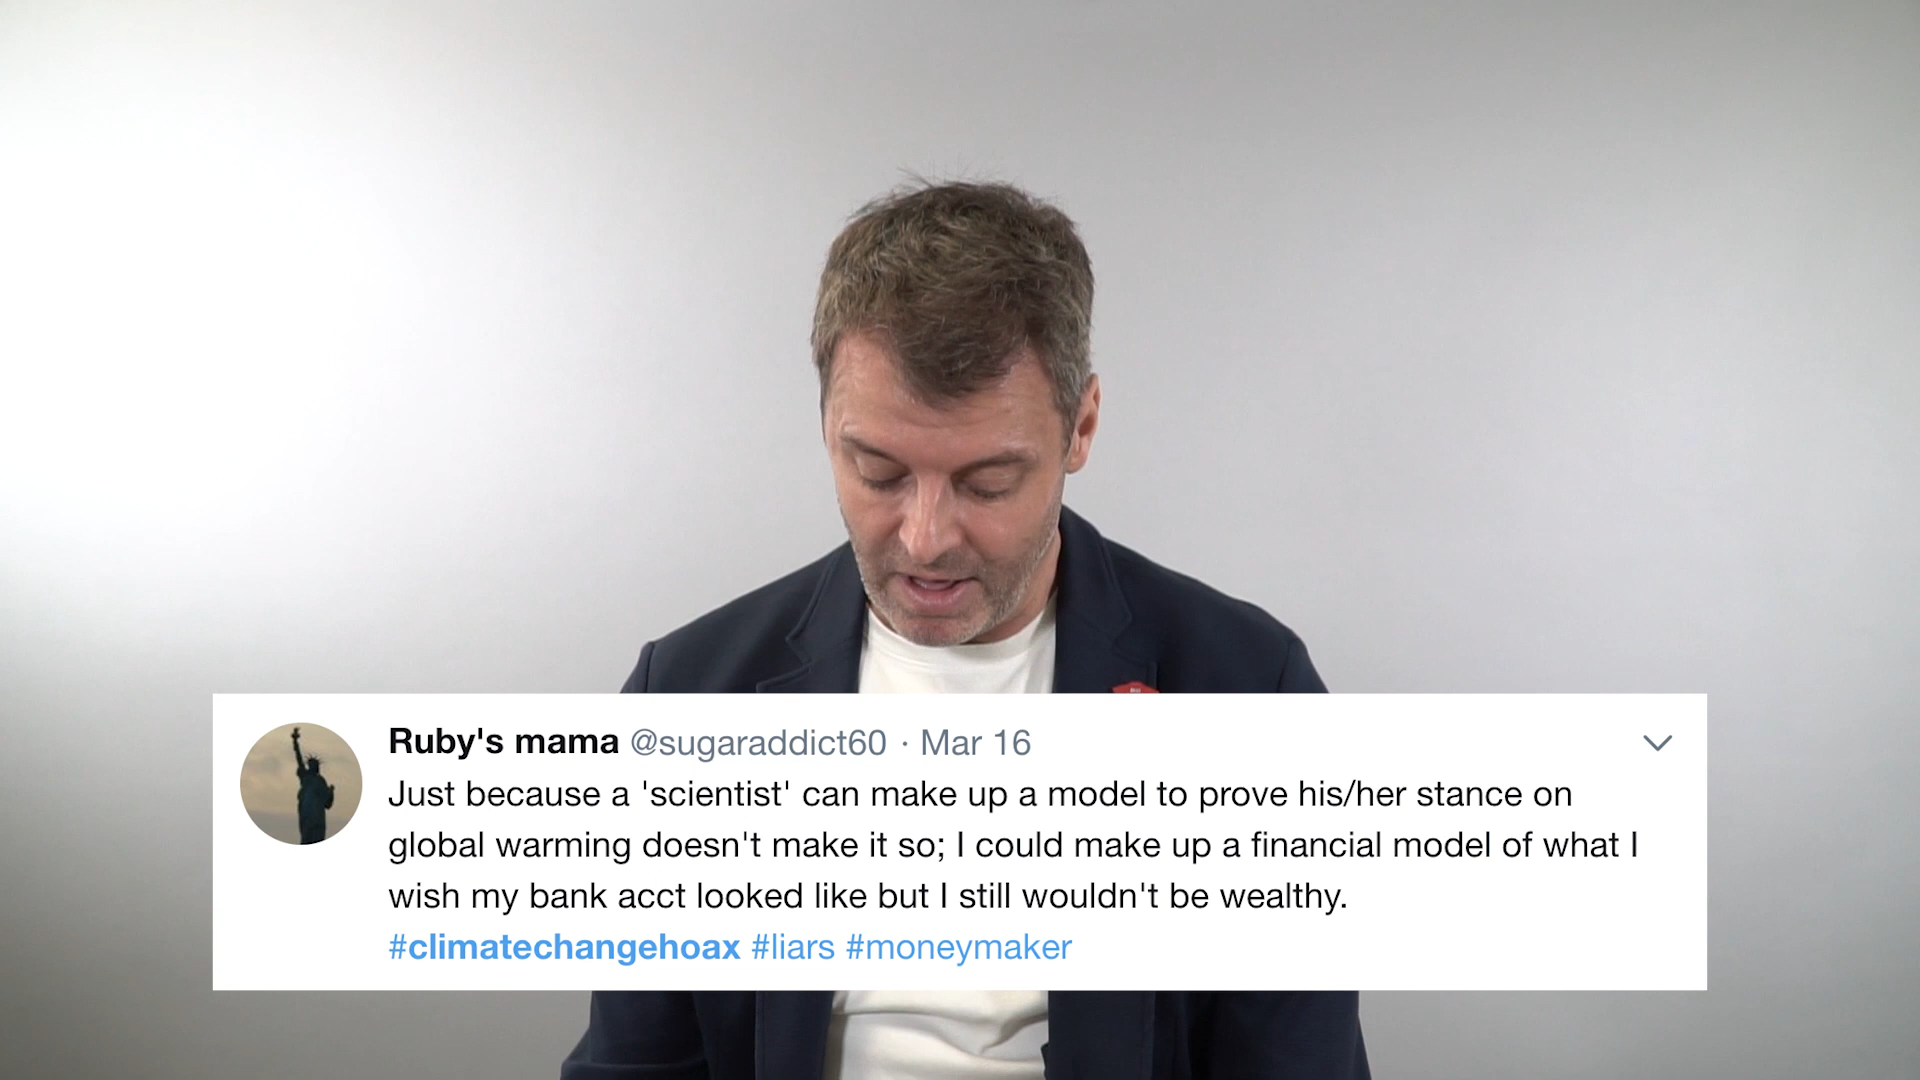 Ruby's mama @sugaraddict60 · Mar 16
Just because a 'scientist' can make up a model to prove his/her stance on
global warming doesn't make it so; I could make up a financial model of what I
wish my bank acct looked like but I still wouldn't be wealthy.
#climatechangehoax #liars #moneymaker